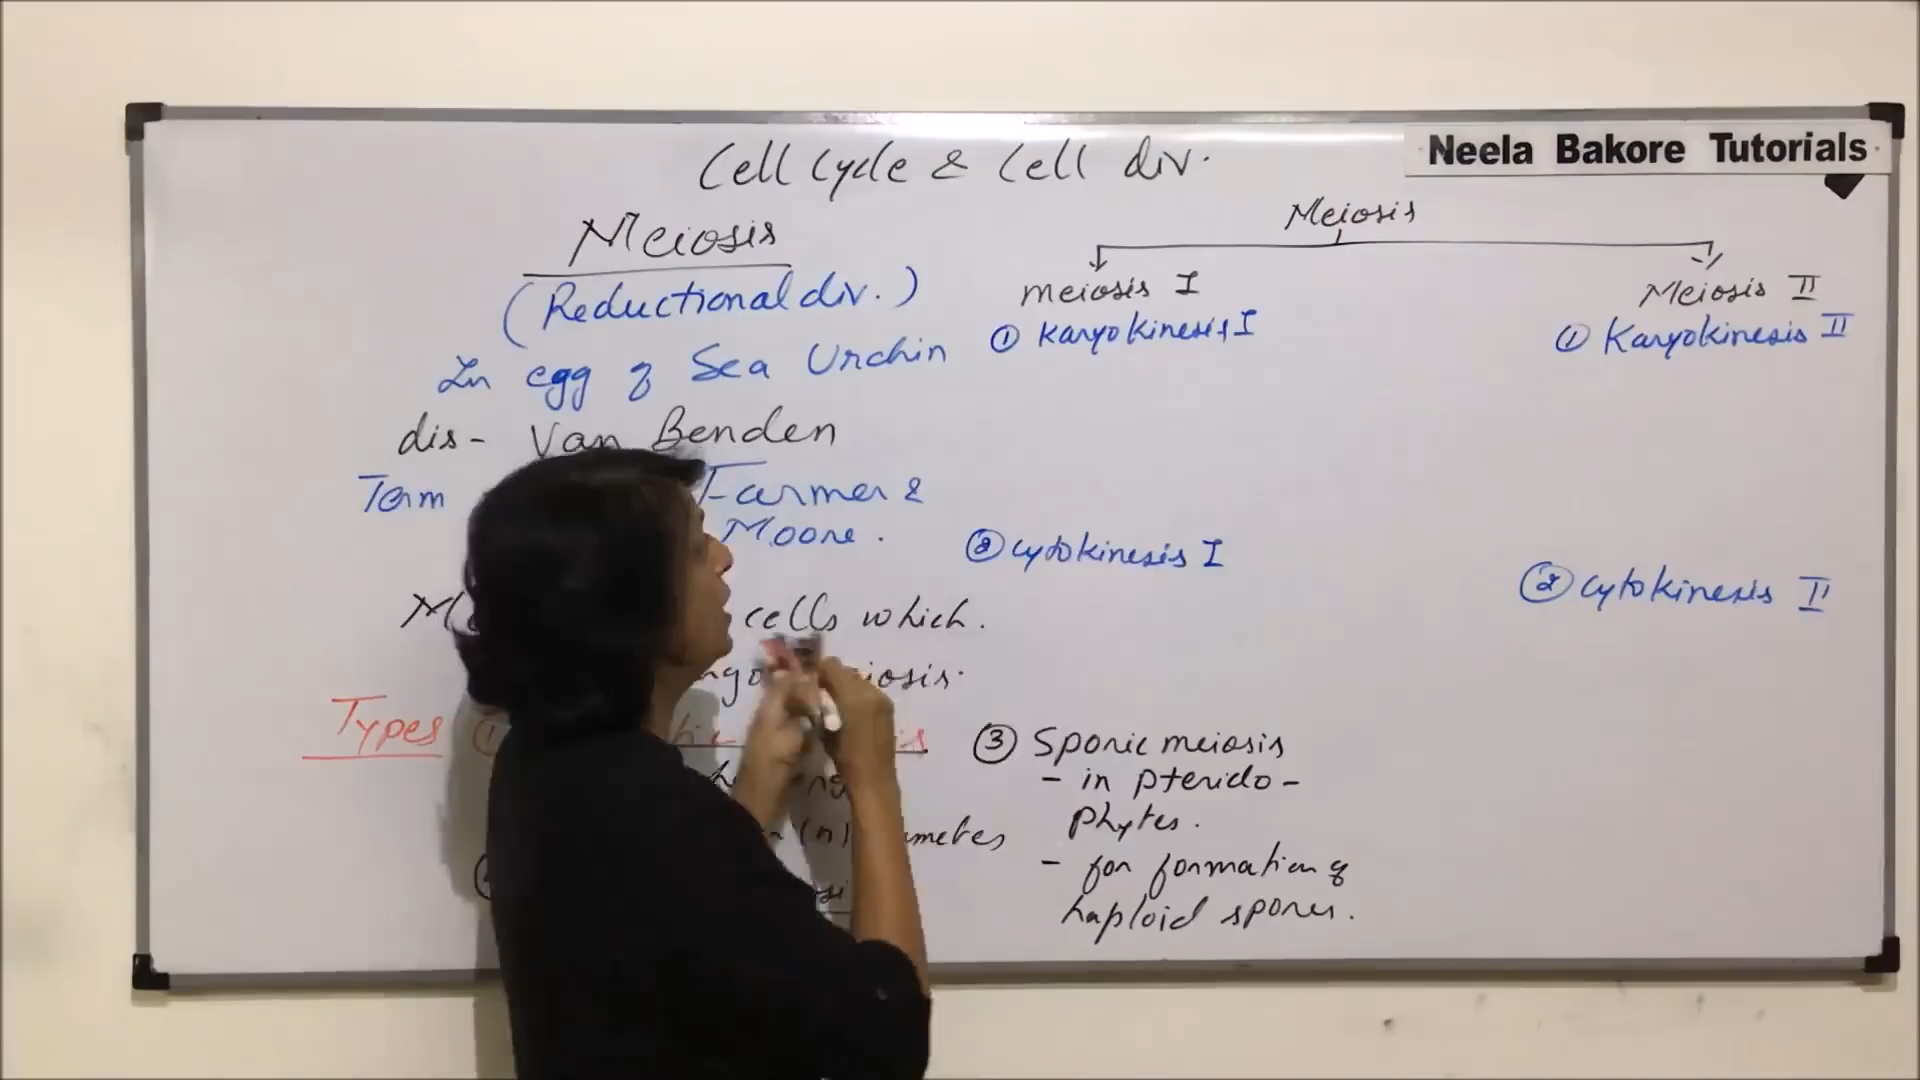 Neela Bakore Tutorials
Cell Cycle & Cell div.
Meiosis
(Reductional div.)
In egg of Sea Urchin
dis- Van Benden
Term Farmer &
Moore.
cells which.
Types
Meiosis
meiosis I
① Karyokinesis I
② Cytokinesis I
Meiosis II
① Karyokinesis II
② Cytokinesis II
③ Sporic meiosis
- in pterido-
phytes.
- for formation of
haploid spores.